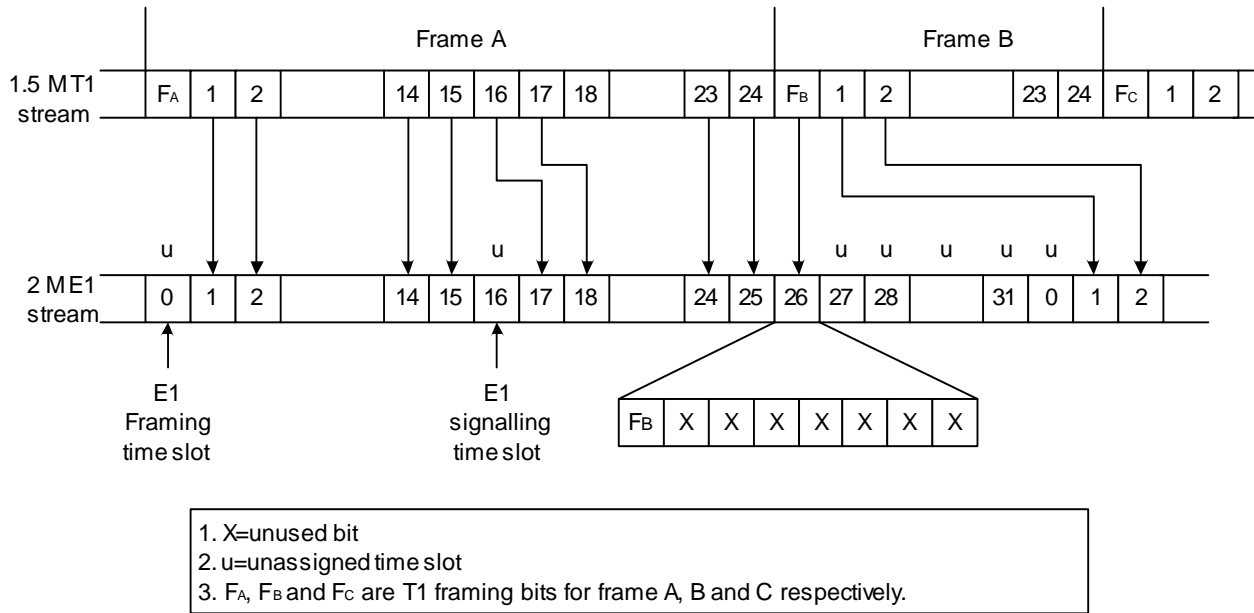 Frame A Frame B
1.5 M T1
stream
FA 1 2 14 15 16 17 18 23 24 FB 1 2 23 24 FC 1 2
u u u u u u u
2 M E1
stream
0 1 2 14 15 16 17 18 24 25 26 27 28 31 0 1 2
E1
Framing
time slot
E1
signalling
time slot
FB X X X X X X X
1. X=unused bit
2. u=unassigned time slot
3. FA, FB and FC are T1 framing bits for frame A, B and C respectively.